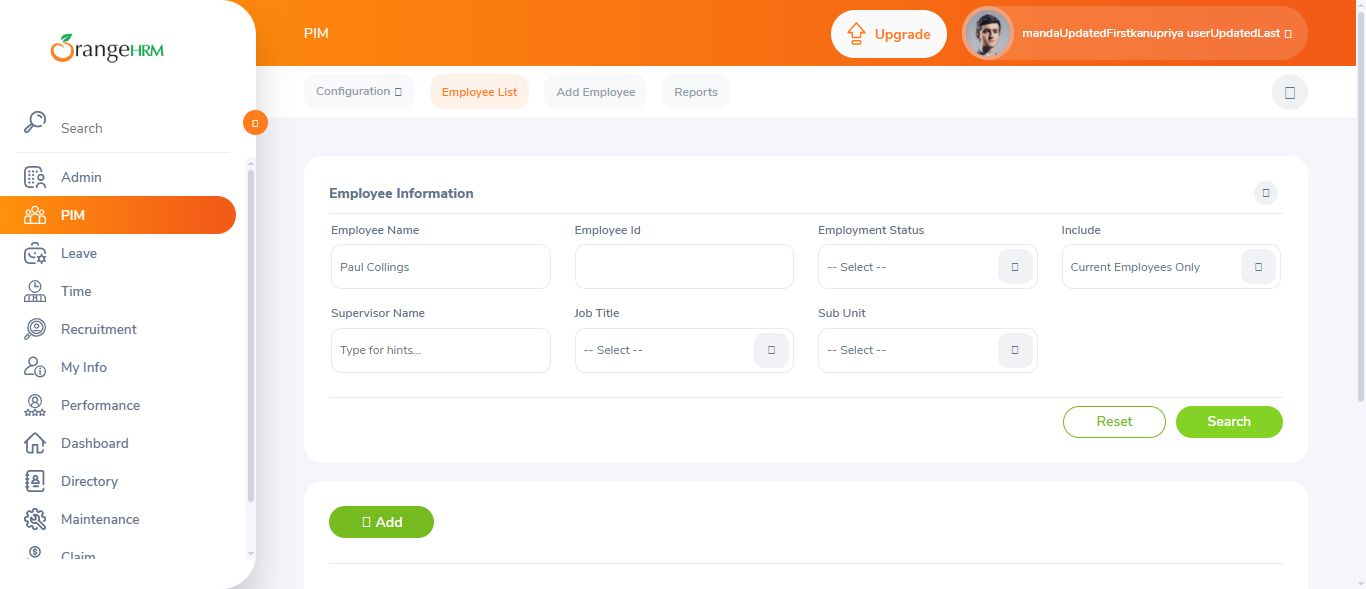 OrangeHRM
PIM
Upgrade
mandaUpdatedFirstkanupriya userUpdatedLast
Configuration
Employee List
Add Employee
Reports
Search
Admin
PIM
Leave
Time
Recruitment
My Info
Performance
Dashboard
Directory
Maintenance
Claim
Employee Information
Employee Name
Employee Id
Employment Status
Include
Paul Collings
-- Select --
Current Employees Only
Supervisor Name
Job Title
Sub Unit
Type for hints...
-- Select --
-- Select --
Reset
Search
Add